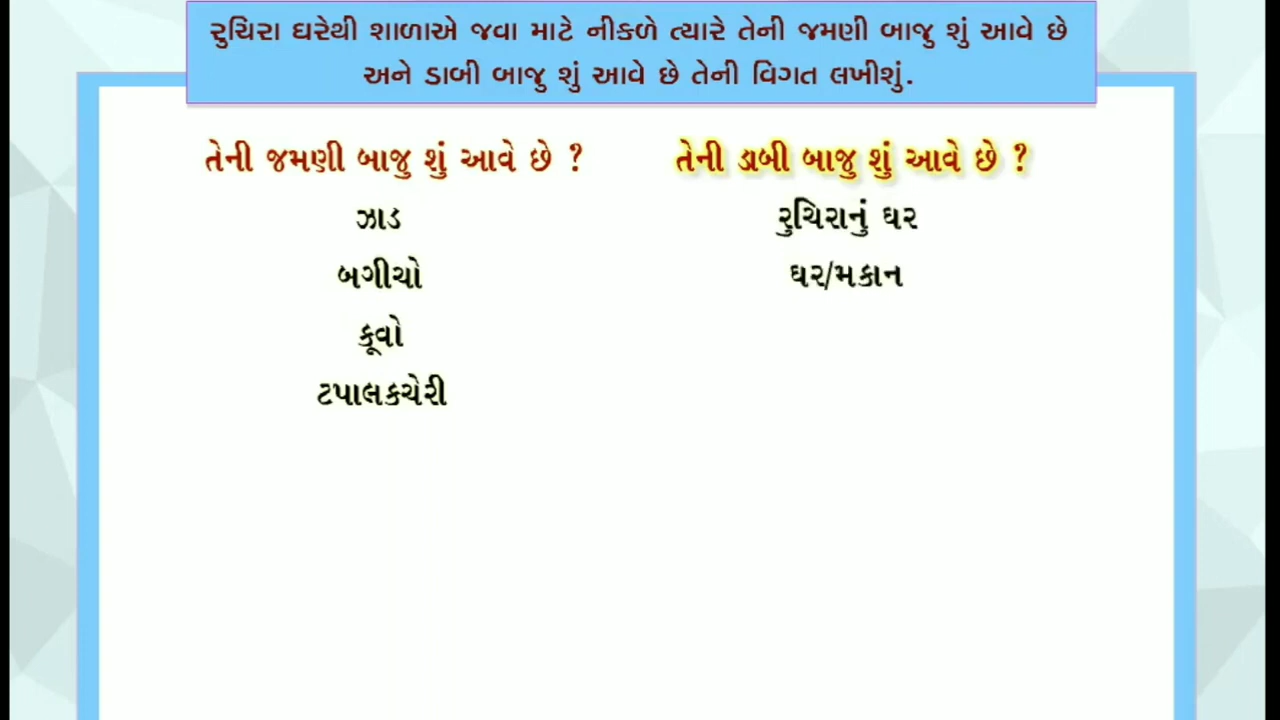 રુચિરા ઘરેથી શાળાએ જવા માટે નીકળે ત્યારે તેની જમણી બાજુ શું આવે છે
અને ડાબી બાજુ શું આવે છે તેની વિગત લખીશું.
તેની જમણી બાજુ શું આવે છે ?
ઝાડ
બગીચો
કૂવો
ટપાલકચેરી
તેની ડાબી બાજુ શું આવે છે ?
રુચિરાનું ઘર
ઘર/મકાન